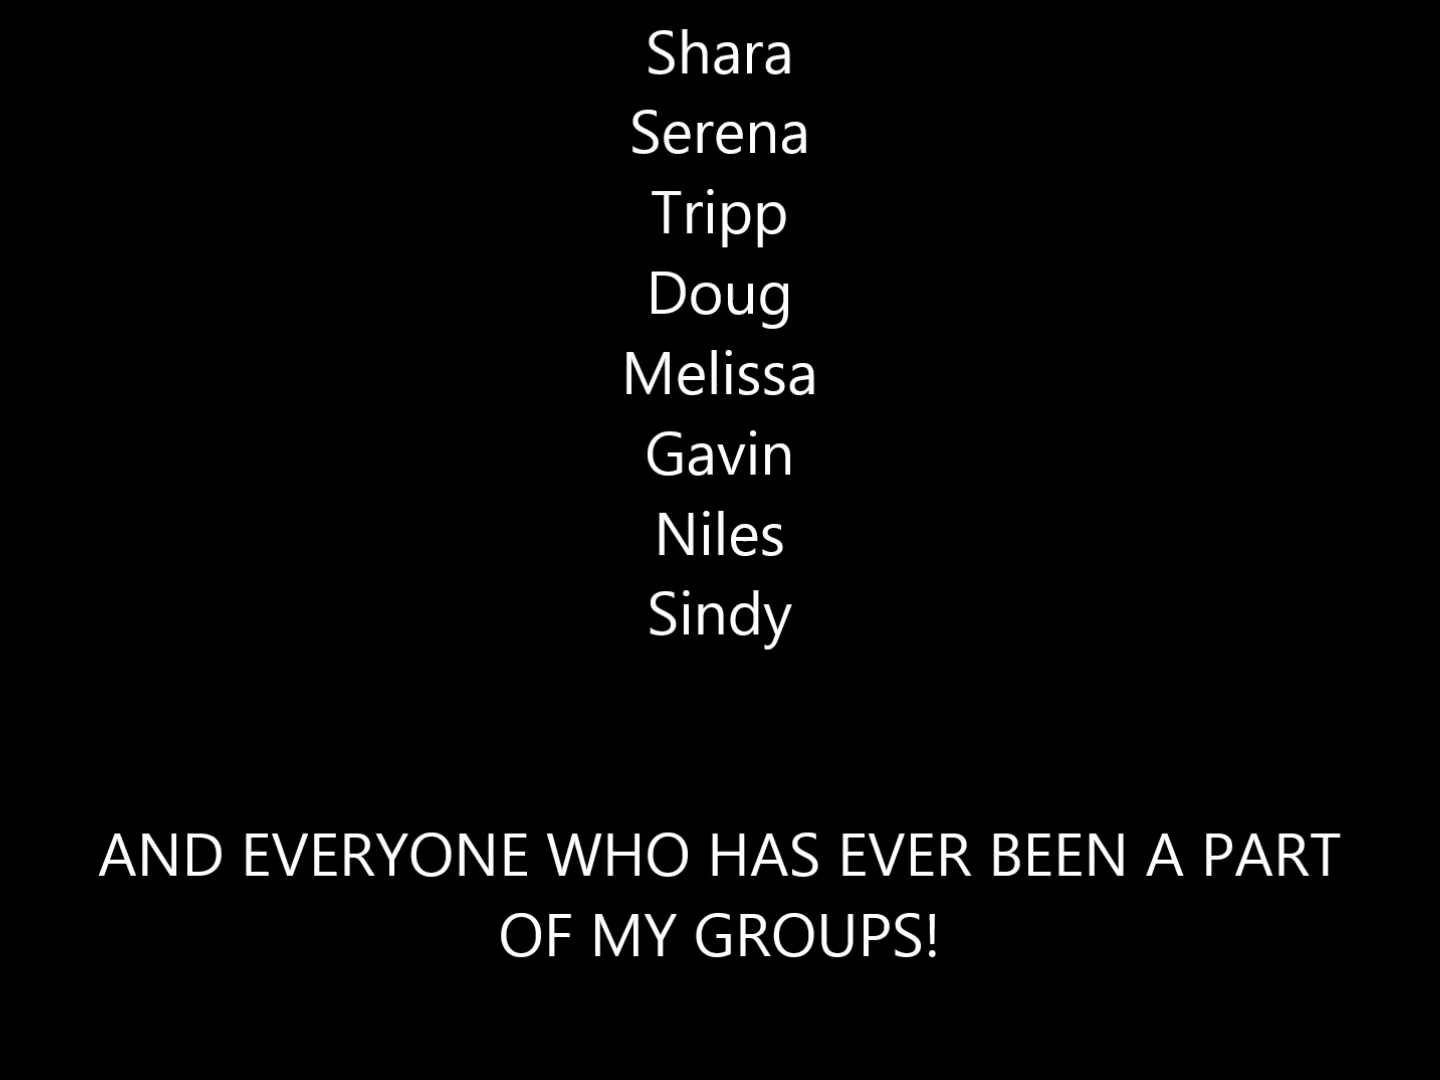 Shara
Serena
Tripp
Doug
Melissa
Gavin
Niles
Sindy
AND EVERYONE WHO HAS EVER BEEN A PART
OF MY GROUPS!